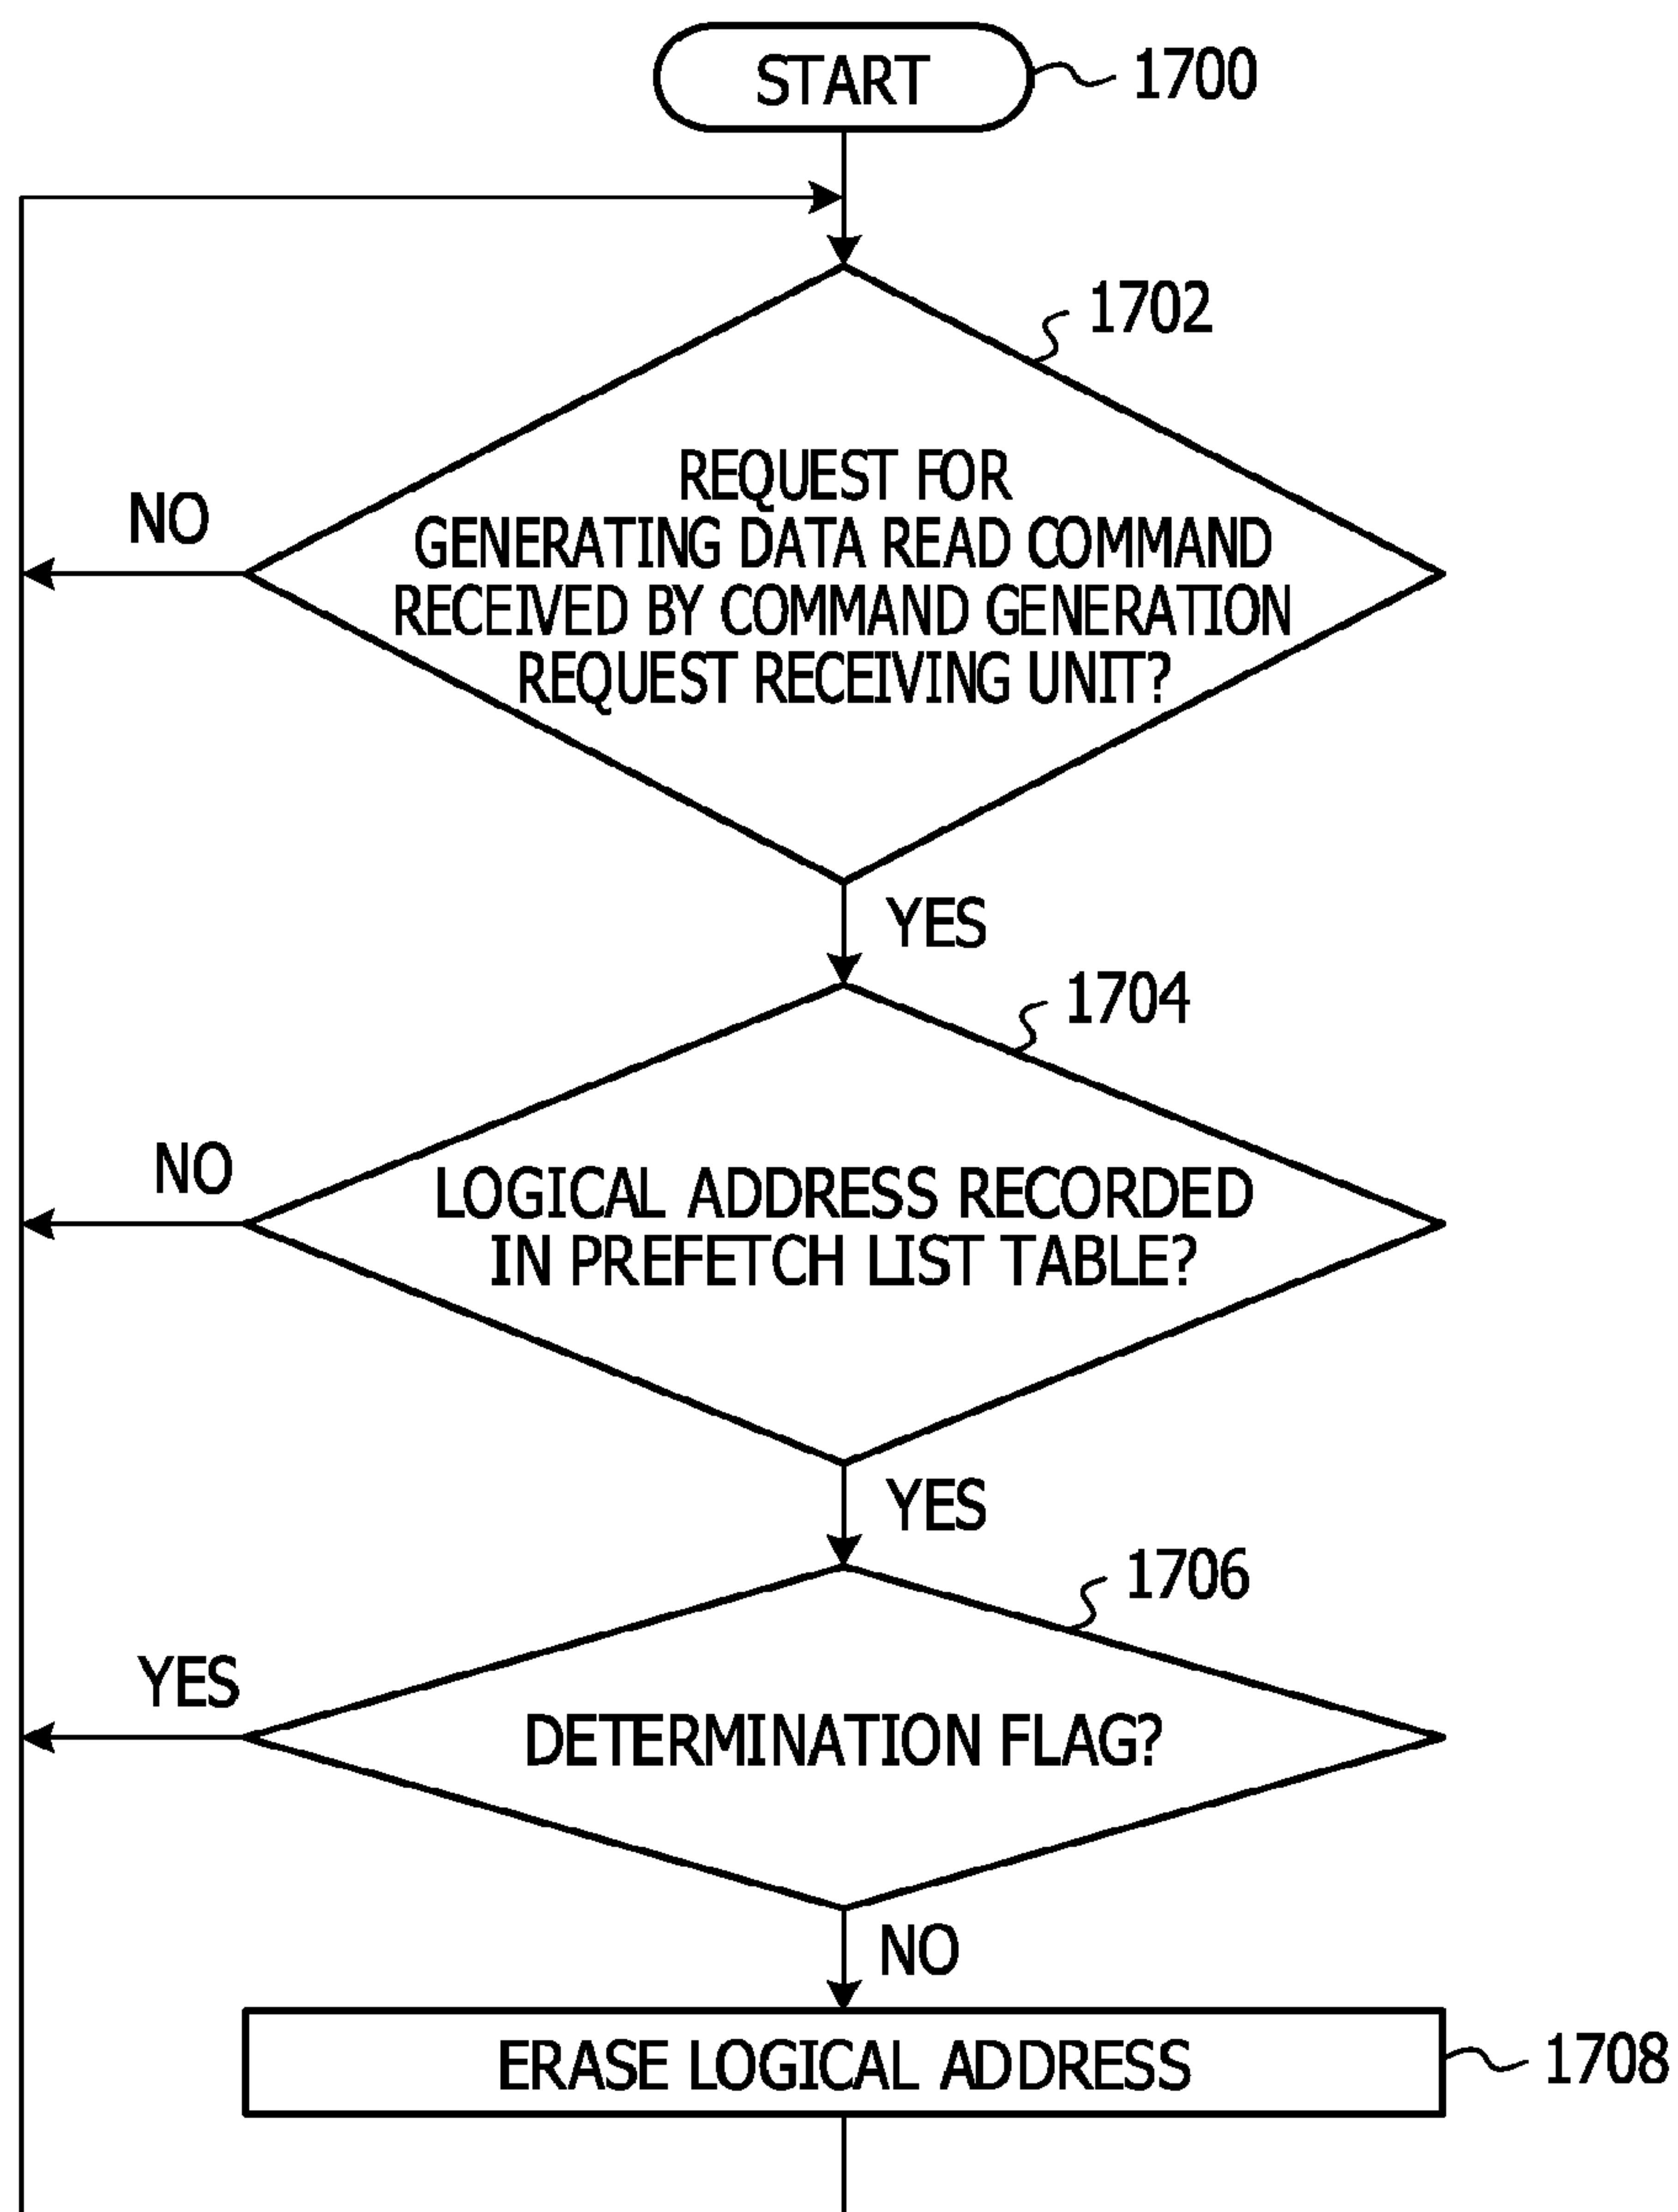 START
1700
1702
REQUEST FOR
GENERATING DATA READ COMMAND
RECEIVED BY COMMAND GENERATION
REQUEST RECEIVING UNIT?
NO
YES
1704
NO
LOGICAL ADDRESS RECORDED
IN PREFETCH LIST TABLE?
YES
1706
YES
DETERMINATION FLAG?
NO
ERASE LOGICAL ADDRESS
1708